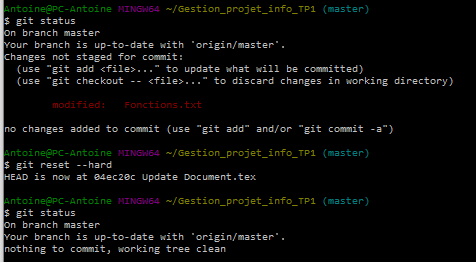 Antoine@PC-Antoine MINGW64 ~/Gestion_projet_info_TP1 (master)
$ git status
On branch master
Your branch is up-to-date with 'origin/master'.
Changes not staged for commit:
  (use "git add <file>..." to update what will be committed)
  (use "git checkout -- <file>..." to discard changes in working directory)
        modified:   Fonctions.txt
no changes added to commit (use "git add" and/or "git commit -a")
Antoine@PC-Antoine MINGW64 ~/Gestion_projet_info_TP1 (master)
$ git reset --hard
HEAD is now at 04ec20c Update Document.tex
Antoine@PC-Antoine MINGW64 ~/Gestion_projet_info_TP1 (master)
$ git status
On branch master
Your branch is up-to-date with 'origin/master'.
nothing to commit, working tree clean